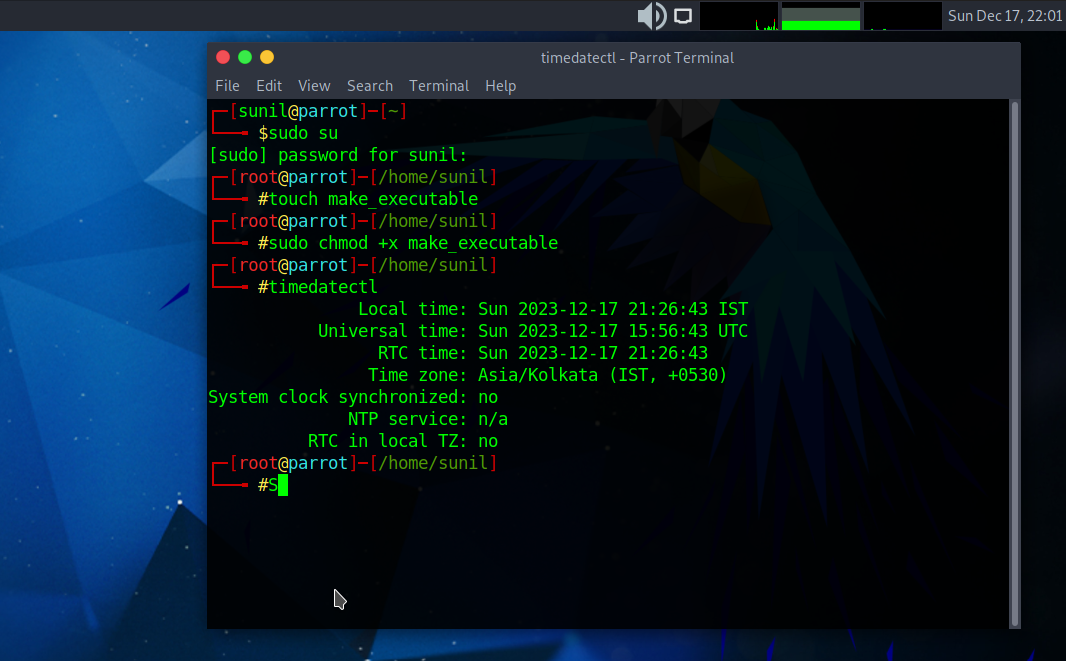 Sun Dec 17, 22:01
timedatectl - Parrot Terminal
File Edit View Search Terminal Help
┌─[sunil@parrot]─[~]
└──╼ $sudo su
[sudo] password for sunil:
┌─[root@parrot]─[/home/sunil]
└──╼ #touch make_executable
┌─[root@parrot]─[/home/sunil]
└──╼ #sudo chmod +x make_executable
┌─[root@parrot]─[/home/sunil]
└──╼ #timedatectl
Local time: Sun 2023-12-17 21:26:43 IST
Universal time: Sun 2023-12-17 15:56:43 UTC
RTC time: Sun 2023-12-17 21:26:43
Time zone: Asia/Kolkata (IST, +0530)
System clock synchronized: no
NTP service: n/a
RTC in local TZ: no
┌─[root@parrot]─[/home/sunil]
└──╼ #S